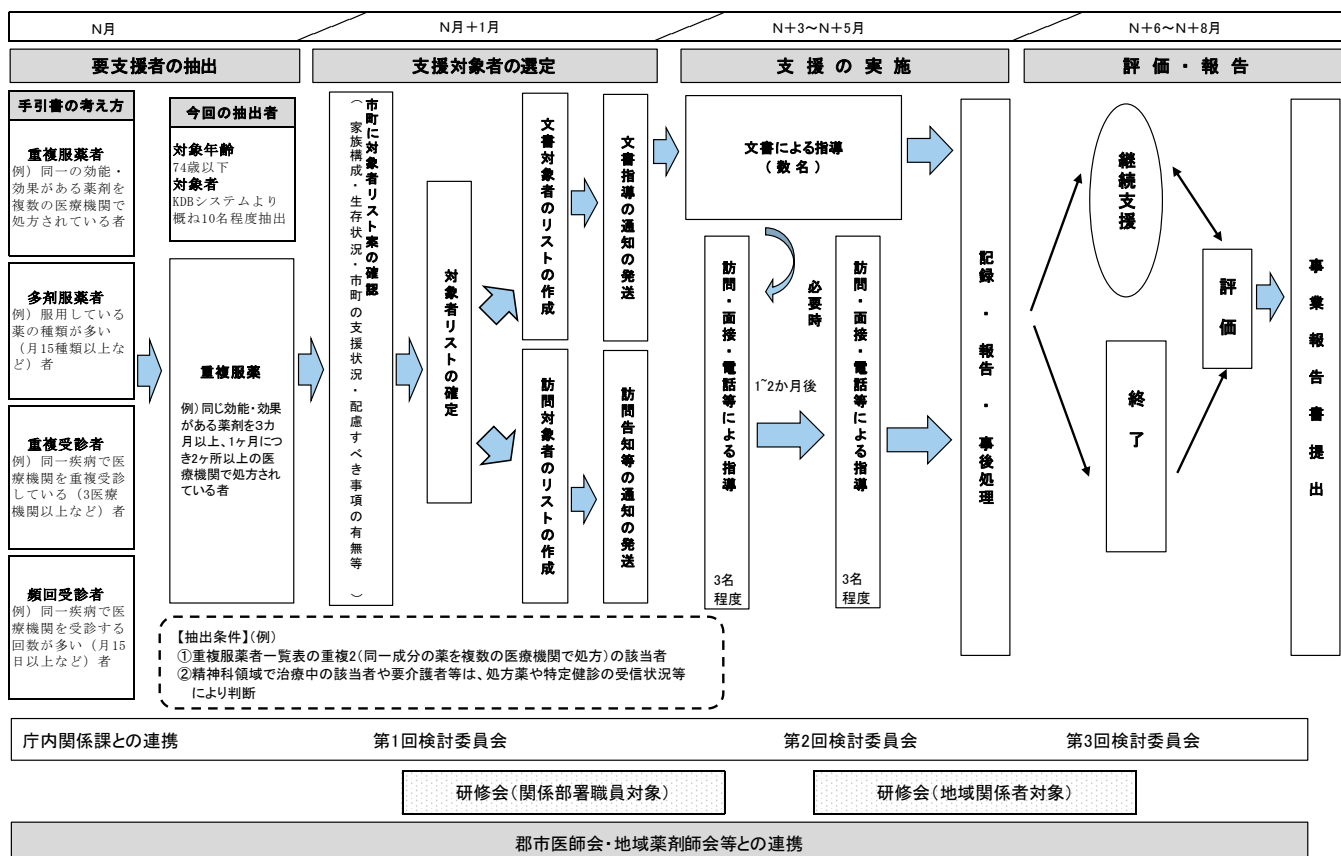 N月
N月＋1月
N＋3～N＋5月
N＋6～N＋8月
要支援者の抽出
支援対象者の選定
支 援 の 実 施
評 価 ・ 報 告
手引書の考え方
重複服薬者
例）同一の効能・
効果がある薬剤を
複数の医療機関で
処方されている者
多剤服薬者
例）服用している
薬の種類が多い
（月15種類以上な
ど）者
重複受診者
例）同一疾病で医
療機関を重複受診
している（3医療
機関以上など）者
頻回受診者
例）同一疾病で医
療機関を受診する
回数が多い（月15
日以上など）者
今回の抽出者
対象年齢
74歳以下
対象者
KDBシステムより
概ね10名程度抽出
重複服薬
例）同じ効能・効果
がある薬剤を3カ
月以上、1ヶ月につ
き2ヶ所以上の医
療機関で処方され
ている者
市町に対象者リスト案の確認
（ 家族構成・生存状況・市町の支援状況・配慮すべき事項の有無等 ）
対象者リストの確定
文書対象者のリストの作成
文書指導の通知の発送
訪問対象者のリストの作成
訪問告知等の通知の発送
文書による指導
（ 数 名 ）
必要時
訪問・面接・電話等による指導
3名
程度
1~2か月後
訪問・面接・電話等による指導
3名
程度
記録 ・ 報告 ・ 事後処理
継続支援
終了
評価
事業報告書提出
【抽出条件】（例）
①重複服薬者一覧表の重複2（同一成分の薬を複数の医療機関で処方）の該当者
②精神科領域で治療中の該当者や要介護者等は、処方薬や特定健診の受信状況等
により判断
庁内関係課との連携
第1回検討委員会
第2回検討委員会
第3回検討委員会
研修会（関係部署職員対象）
研修会（地域関係者対象）
郡市医師会・地域薬剤師会等との連携